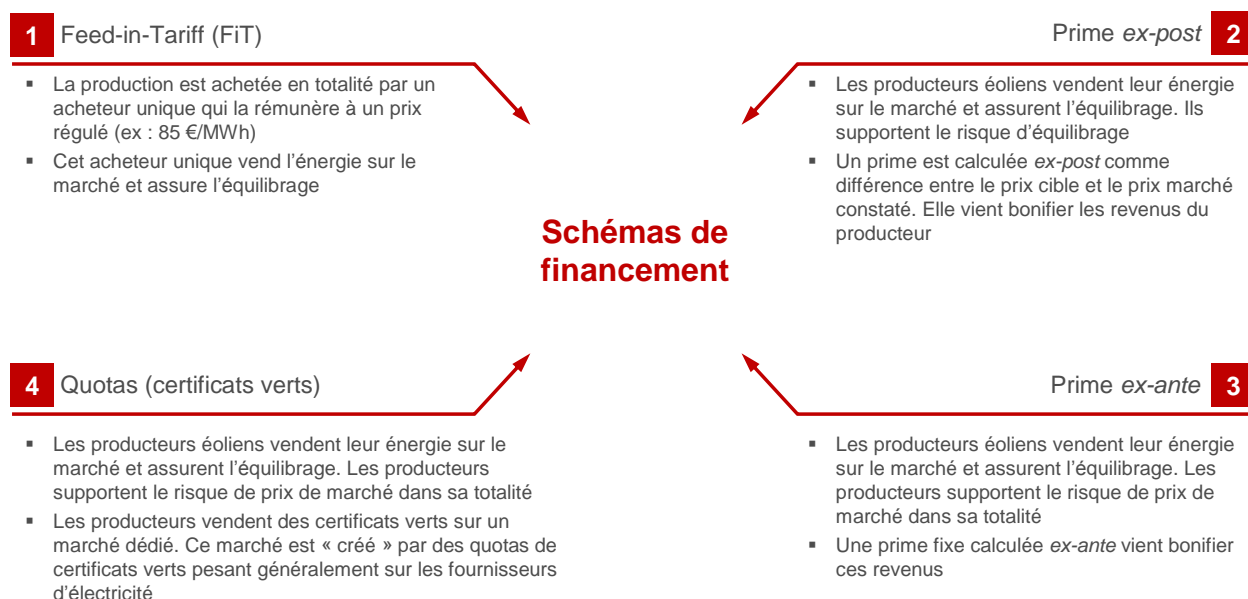 1 Feed-in-Tariff (FiT)
▪ La production est achetée en totalité par un
acheteur unique qui la rémunère à un prix
régulé (ex : 85 €/MWh)
▪ Cet acheteur unique vend l’énergie sur le
marché et assure l’équilibrage
Prime ex-post 2
▪ Les producteurs éoliens vendent leur énergie
sur le marché et assurent l’équilibrage. Ils
supportent le risque d’équilibrage
▪ Un prime est calculée ex-post comme
différence entre le prix cible et le prix marché
constaté. Elle vient bonifier les revenus du
producteur
Schémas de
financement
4 Quotas (certificats verts)
▪ Les producteurs éoliens vendent leur énergie sur le
marché et assurent l’équilibrage. Les producteurs
supportent le risque de prix de marché dans sa totalité
▪ Les producteurs vendent des certificats verts sur un
marché dédié. Ce marché est « créé » par des quotas de
certificats verts pesant généralement sur les fournisseurs
d’électricité
Prime ex-ante 3
▪ Les producteurs éoliens vendent leur énergie
sur le marché et assurent l’équilibrage. Les
producteurs supportent le risque de prix de
marché dans sa totalité
▪ Une prime fixe calculée ex-ante vient bonifier
ces revenus